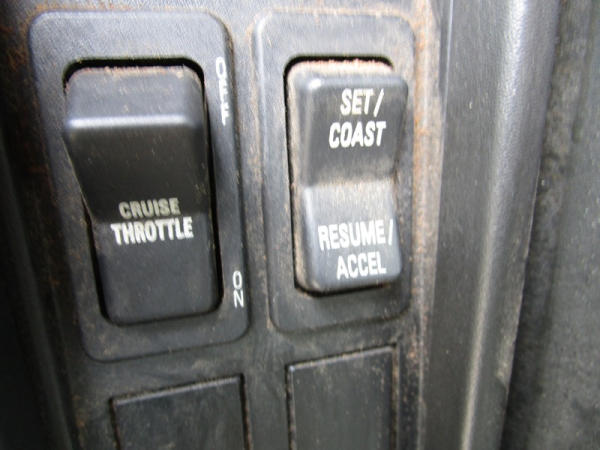 OFF
CRUISE
THROTTLE
ON
SET/
COAST
RESUME/
ACCEL